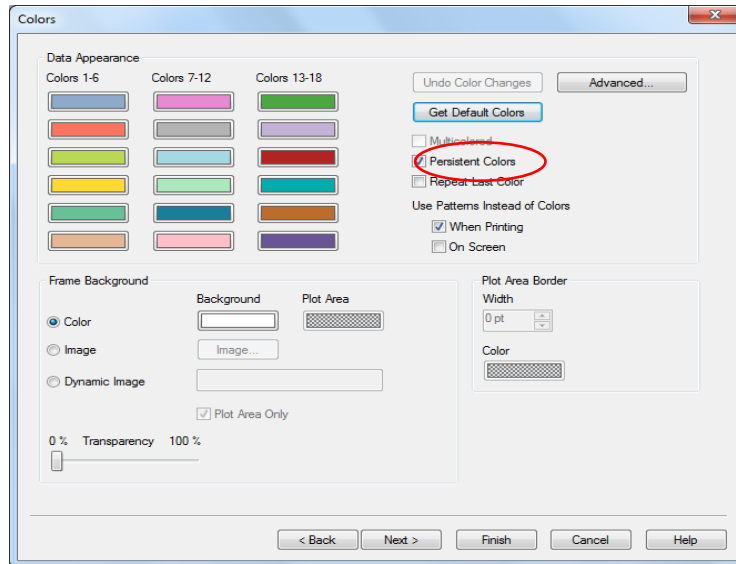 Colors
Data Appearance
Colors 1-6 Colors 7-12 Colors 13-18
Undo Color Changes Advanced...
Get Default Colors
Multicolored
Persistent Colors
Repeat Last Color
Use Patterns Instead of Colors
When Printing
On Screen
Frame Background
Background Plot Area
Color
Image Image...
Dynamic Image
Plot Area Only
0 % Transparency 100 %
Plot Area Border
Width
0 pt
Color
< Back Next > Finish Cancel Help